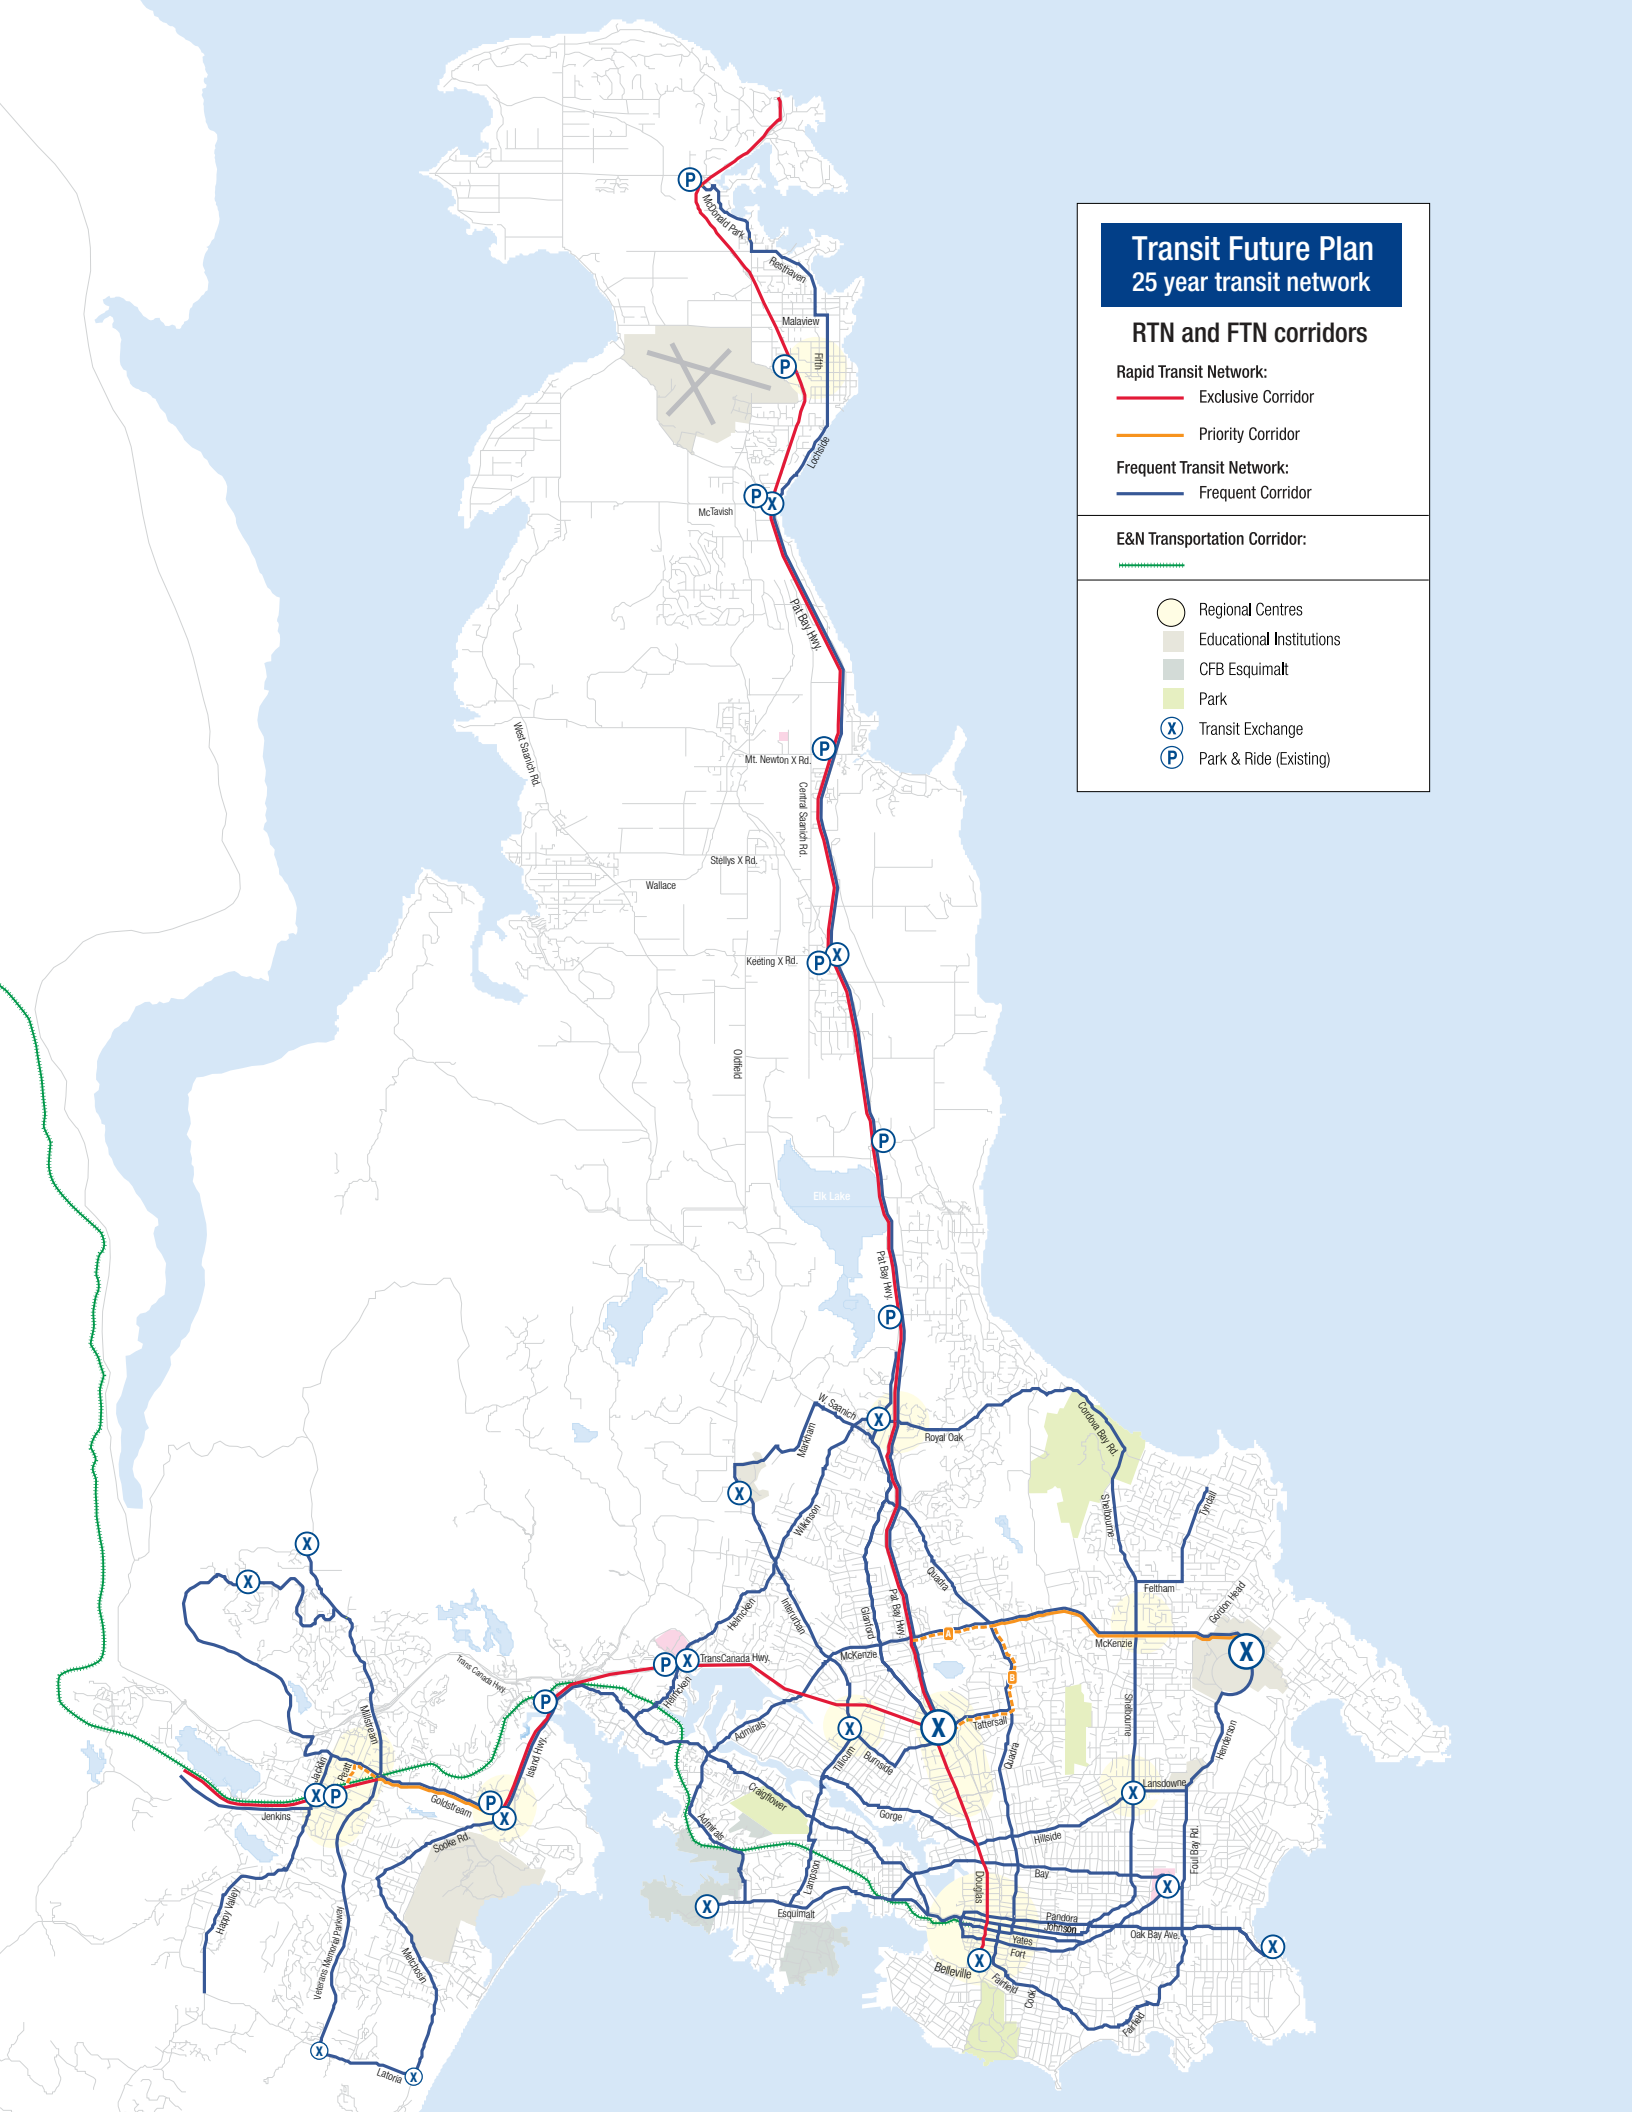 Transit Future Plan
25 year transit network
RTN and FTN corridors
Rapid Transit Network:
Exclusive Corridor
Priority Corridor
Frequent Transit Network:
Frequent Corridor
E&N Transportation Corridor:
Regional Centres
Educational Institutions
CFB Esquimalt
Park
X Transit Exchange
P Park & Ride (Existing)
P
McDonald Park
Resthaven
Malaview
Fifth
P
Lochside
P X
McTavish
Pat Bay Hwy.
West Saanich Rd.
P
Mt. Newton X Rd.
Central Saanich Rd.
Stellys X Rd.
Wallace
Keeting X Rd.
P X
Oldfield
P
Elk Lake
Pat Bay Hwy.
P
W. Saanich
X
Royal Oak
Cordova Bay Rd.
Markham
X
Wilkinson
Shelbourne
Tyndall
X
X
Quadra
Feltham
Gordon Head
Helmcken
Interurban
Glanford
Pat Bay Hwy.
A
McKenzie
McKenzie
X
P X
TransCanada Hwy.
Trans Canada Hwy.
Helmcken
B
P
Millstream
Shelbourne
Admirals
X
X
Tattersall
Henderson
Island Hwy.
Tillicum
Burnside
Quadra
Jacklin
Peatt
X P
Goldstream
P
X
Jenkins
Craigflower
Lansdowne
X
Gorge
Admirals
Hillside
Sooke Rd.
Foul Bay Rd.
Lampson
Bay
Douglas
X
Happy Valley
Veterans Memorial Parkway
X
Esquimalt
Pandora
Johnson
Yates
Fort
Oak Bay Ave.
X
Metchosin
X
Belleville
Fairfield
Cook
Fairfield
X
Latoria
X